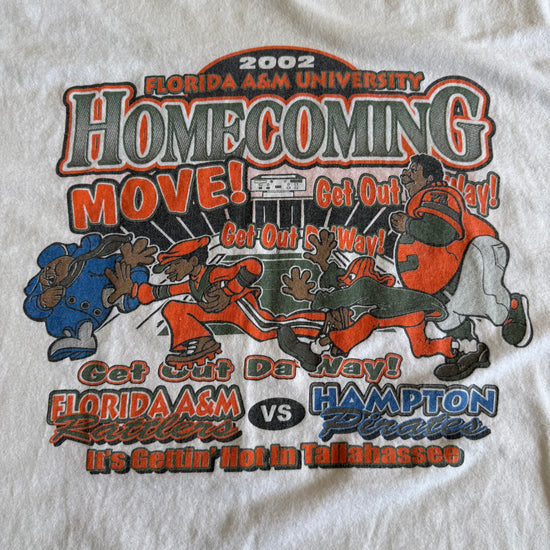 2002
FLORIDA A&M UNIVERSITY
HOMECOMING
MOVE!
Get Out Way!
Get Out Da Way!
Get Out Da Way!
FLORIDA A&M Rattlers
VS
HAMPTON Pirates
It's Gettin' Hot In Tallahassee